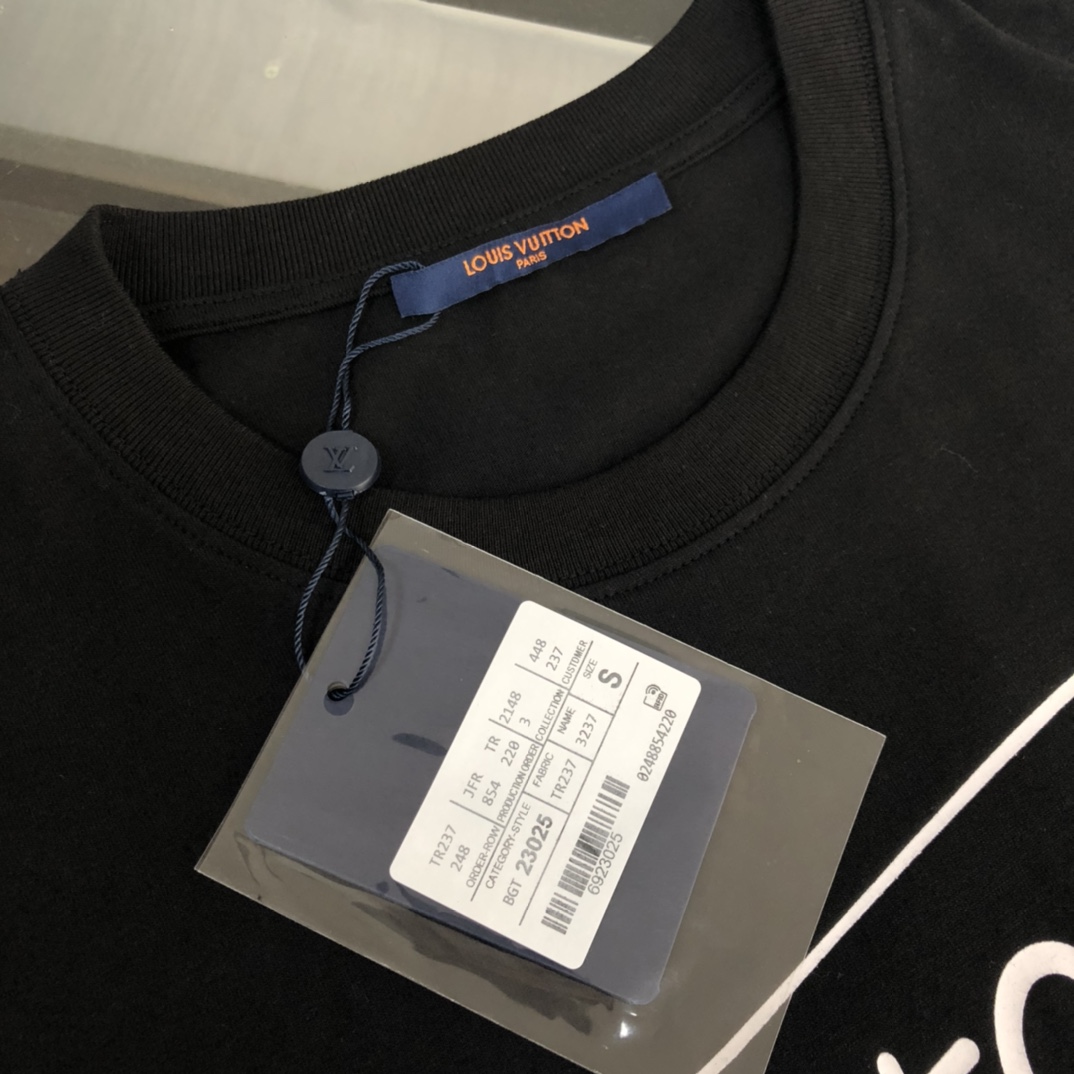 LOUIS VUITTON
PARIS
LV
TR237 JFR TR 2148 448
248 854 220 3 237
ORDER-ROW PRODUCTION ORDER COLLECTION CUSTOMER
CATEGORY-STYLE FABRIC NAME SIZE
BGT 23025 TR237 3237 S
6923025
0248854220